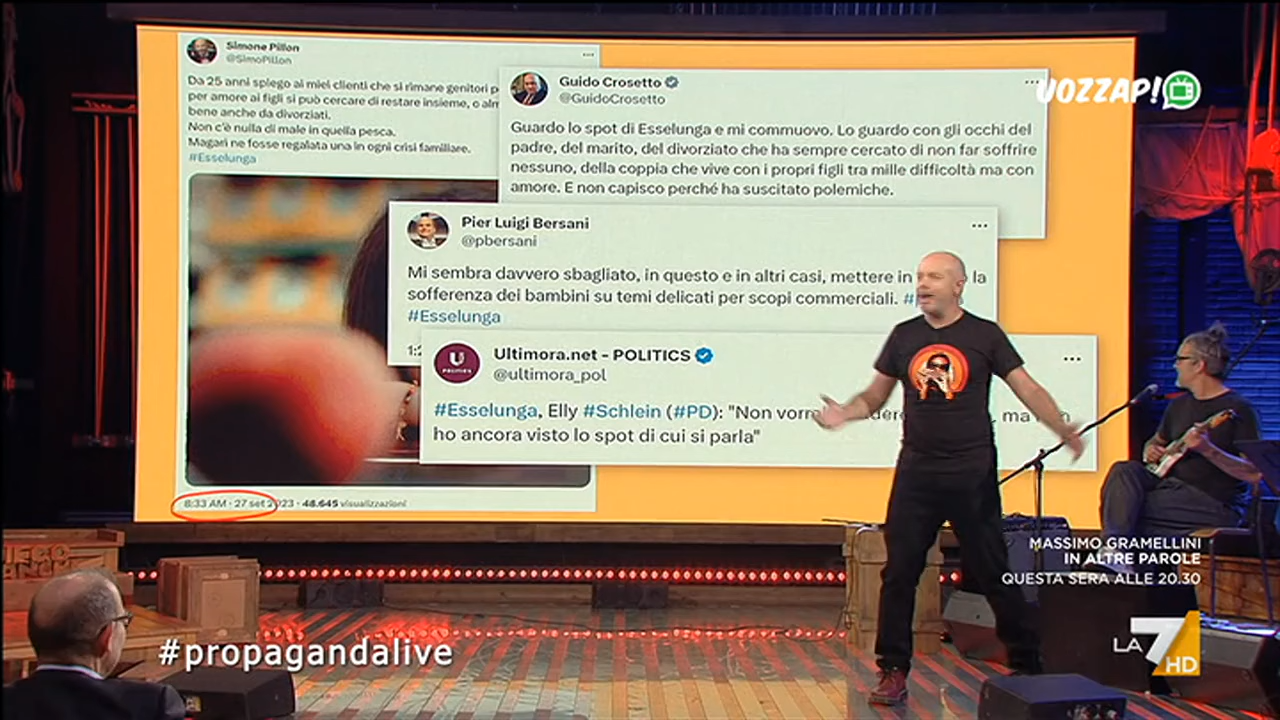 Simone Pillon
@SimoPillon
Da 25 anni spiego ai miei clienti che si rimane genitori p
per amore ai figli si può cercare di restare insieme, o alm
bene anche da divorziati.
Non c'è nulla di male in quella pesca.
Magari ne fosse regalata una in ogni crisi familiare.
#Esselunga
8:33 AM · 27 set 2023 · 48.645 visualizzazioni
Guido Crosetto
@GuidoCrosetto
Guardo lo spot di Esselunga e mi commuovo. Lo guardo con gli occhi del
padre, del marito, del divorziato che ha sempre cercato di non far soffrire
nessuno, della coppia che vive con i propri figli tra mille difficoltà ma con
amore. E non capisco perché ha suscitato polemiche.
Pier Luigi Bersani
@pbersani
Mi sembra davvero sbagliato, in questo e in altri casi, mettere in la
sofferenza dei bambini su temi delicati per scopi commerciali.
#Esselunga
1:2
U
POLITICS
Ultimora.net - POLITICS
@ultimora_pol
#Esselunga, Elly #Schlein (#PD): "Non vorr , ma
ho ancora visto lo spot di cui si parla"
VOZZAP!
MASSIMO GRAMELLINI
IN ALTRE PAROLE
QUESTA SERA ALLE 20.30
#propagandalive
LA 7 HD